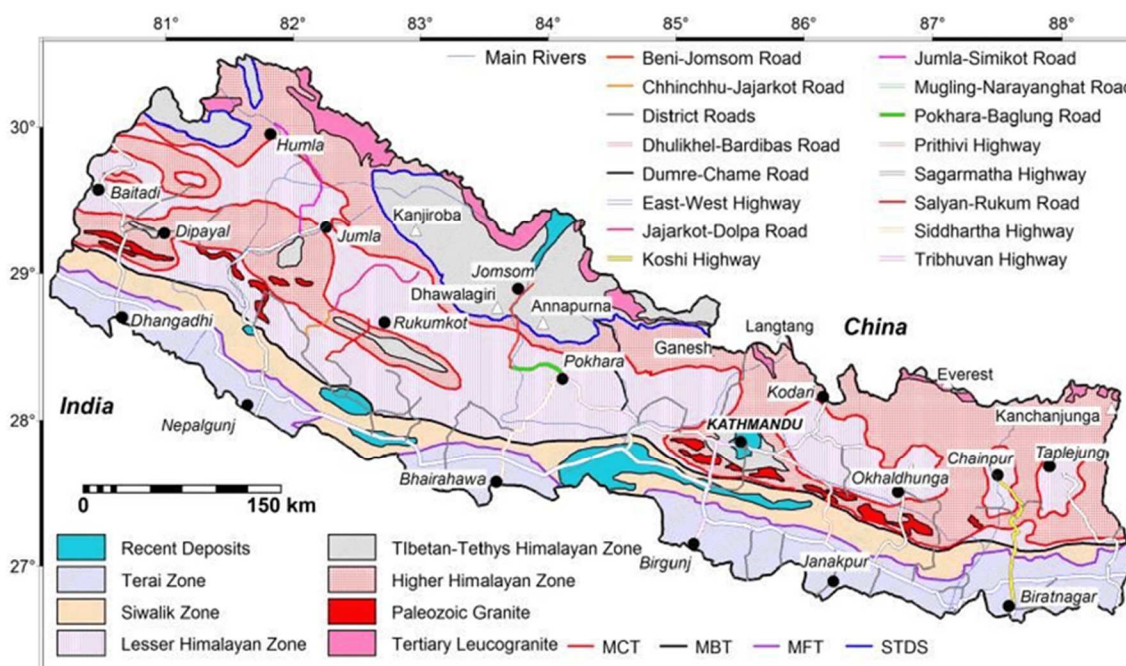 81° 82° 83° 84° 85° 86° 87° 88°
Main Rivers
Beni-Jomsom Road
Chhinchhu-Jajarkot Road
District Roads
Dhulikhel-Bardibas Road
Dumre-Chame Road
East-West Highway
Jajarkot-Dolpa Road
Koshi Highway
Jumla-Simikot Road
Mugling-Narayanghat Road
Pokhara-Baglung Road
Prithivi Highway
Sagarmatha Highway
Salyan-Rukum Road
Siddhartha Highway
Tribhuvan Highway
30°
29°
28°
27°
Humla
Baitadi
Dipayal
Jumla
Kanjiroba
Jomsom
Dhawalagiri
Annapurna
Dhangadhi
Rukumkot
Pokhara
Ganesh
Langtang
China
Kodari
Everest
Kanchanjunga
India
Nepalgunj
KATHMANDU
Chainpur
Taplejung
Okhaldhunga
Bhairahawa
Birgunj
Janakpur
Biratnagar
0 150 km
Recent Deposits
Terai Zone
Siwalik Zone
Lesser Himalayan Zone
TIbetan-Tethys Himalayan Zone
Higher Himalayan Zone
Paleozoic Granite
Tertiary Leucogranite
MCT MBT MFT STDS